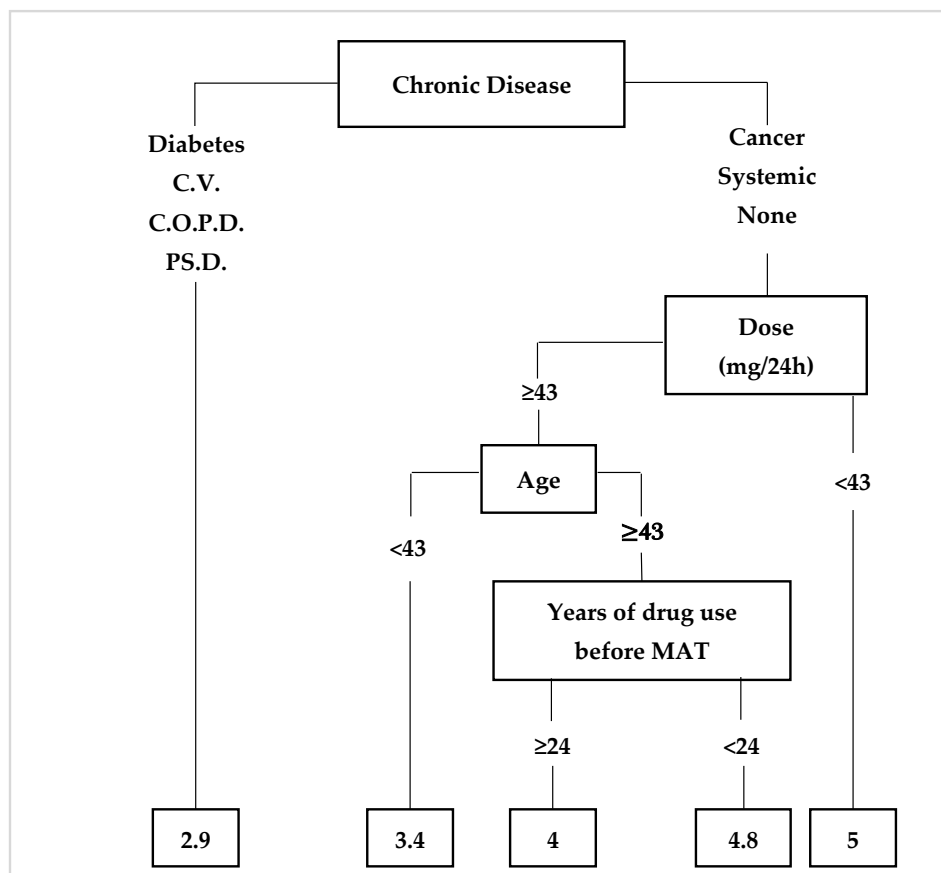 Chronic Disease
Diabetes
C.V.
C.O.P.D.
PS.D.
Cancer
Systemic
None
Dose
(mg/24h)
≥43
<43
Age
<43
≥43
Years of drug use
before MAT
≥24
<24
2.9
3.4
4
4.8
5